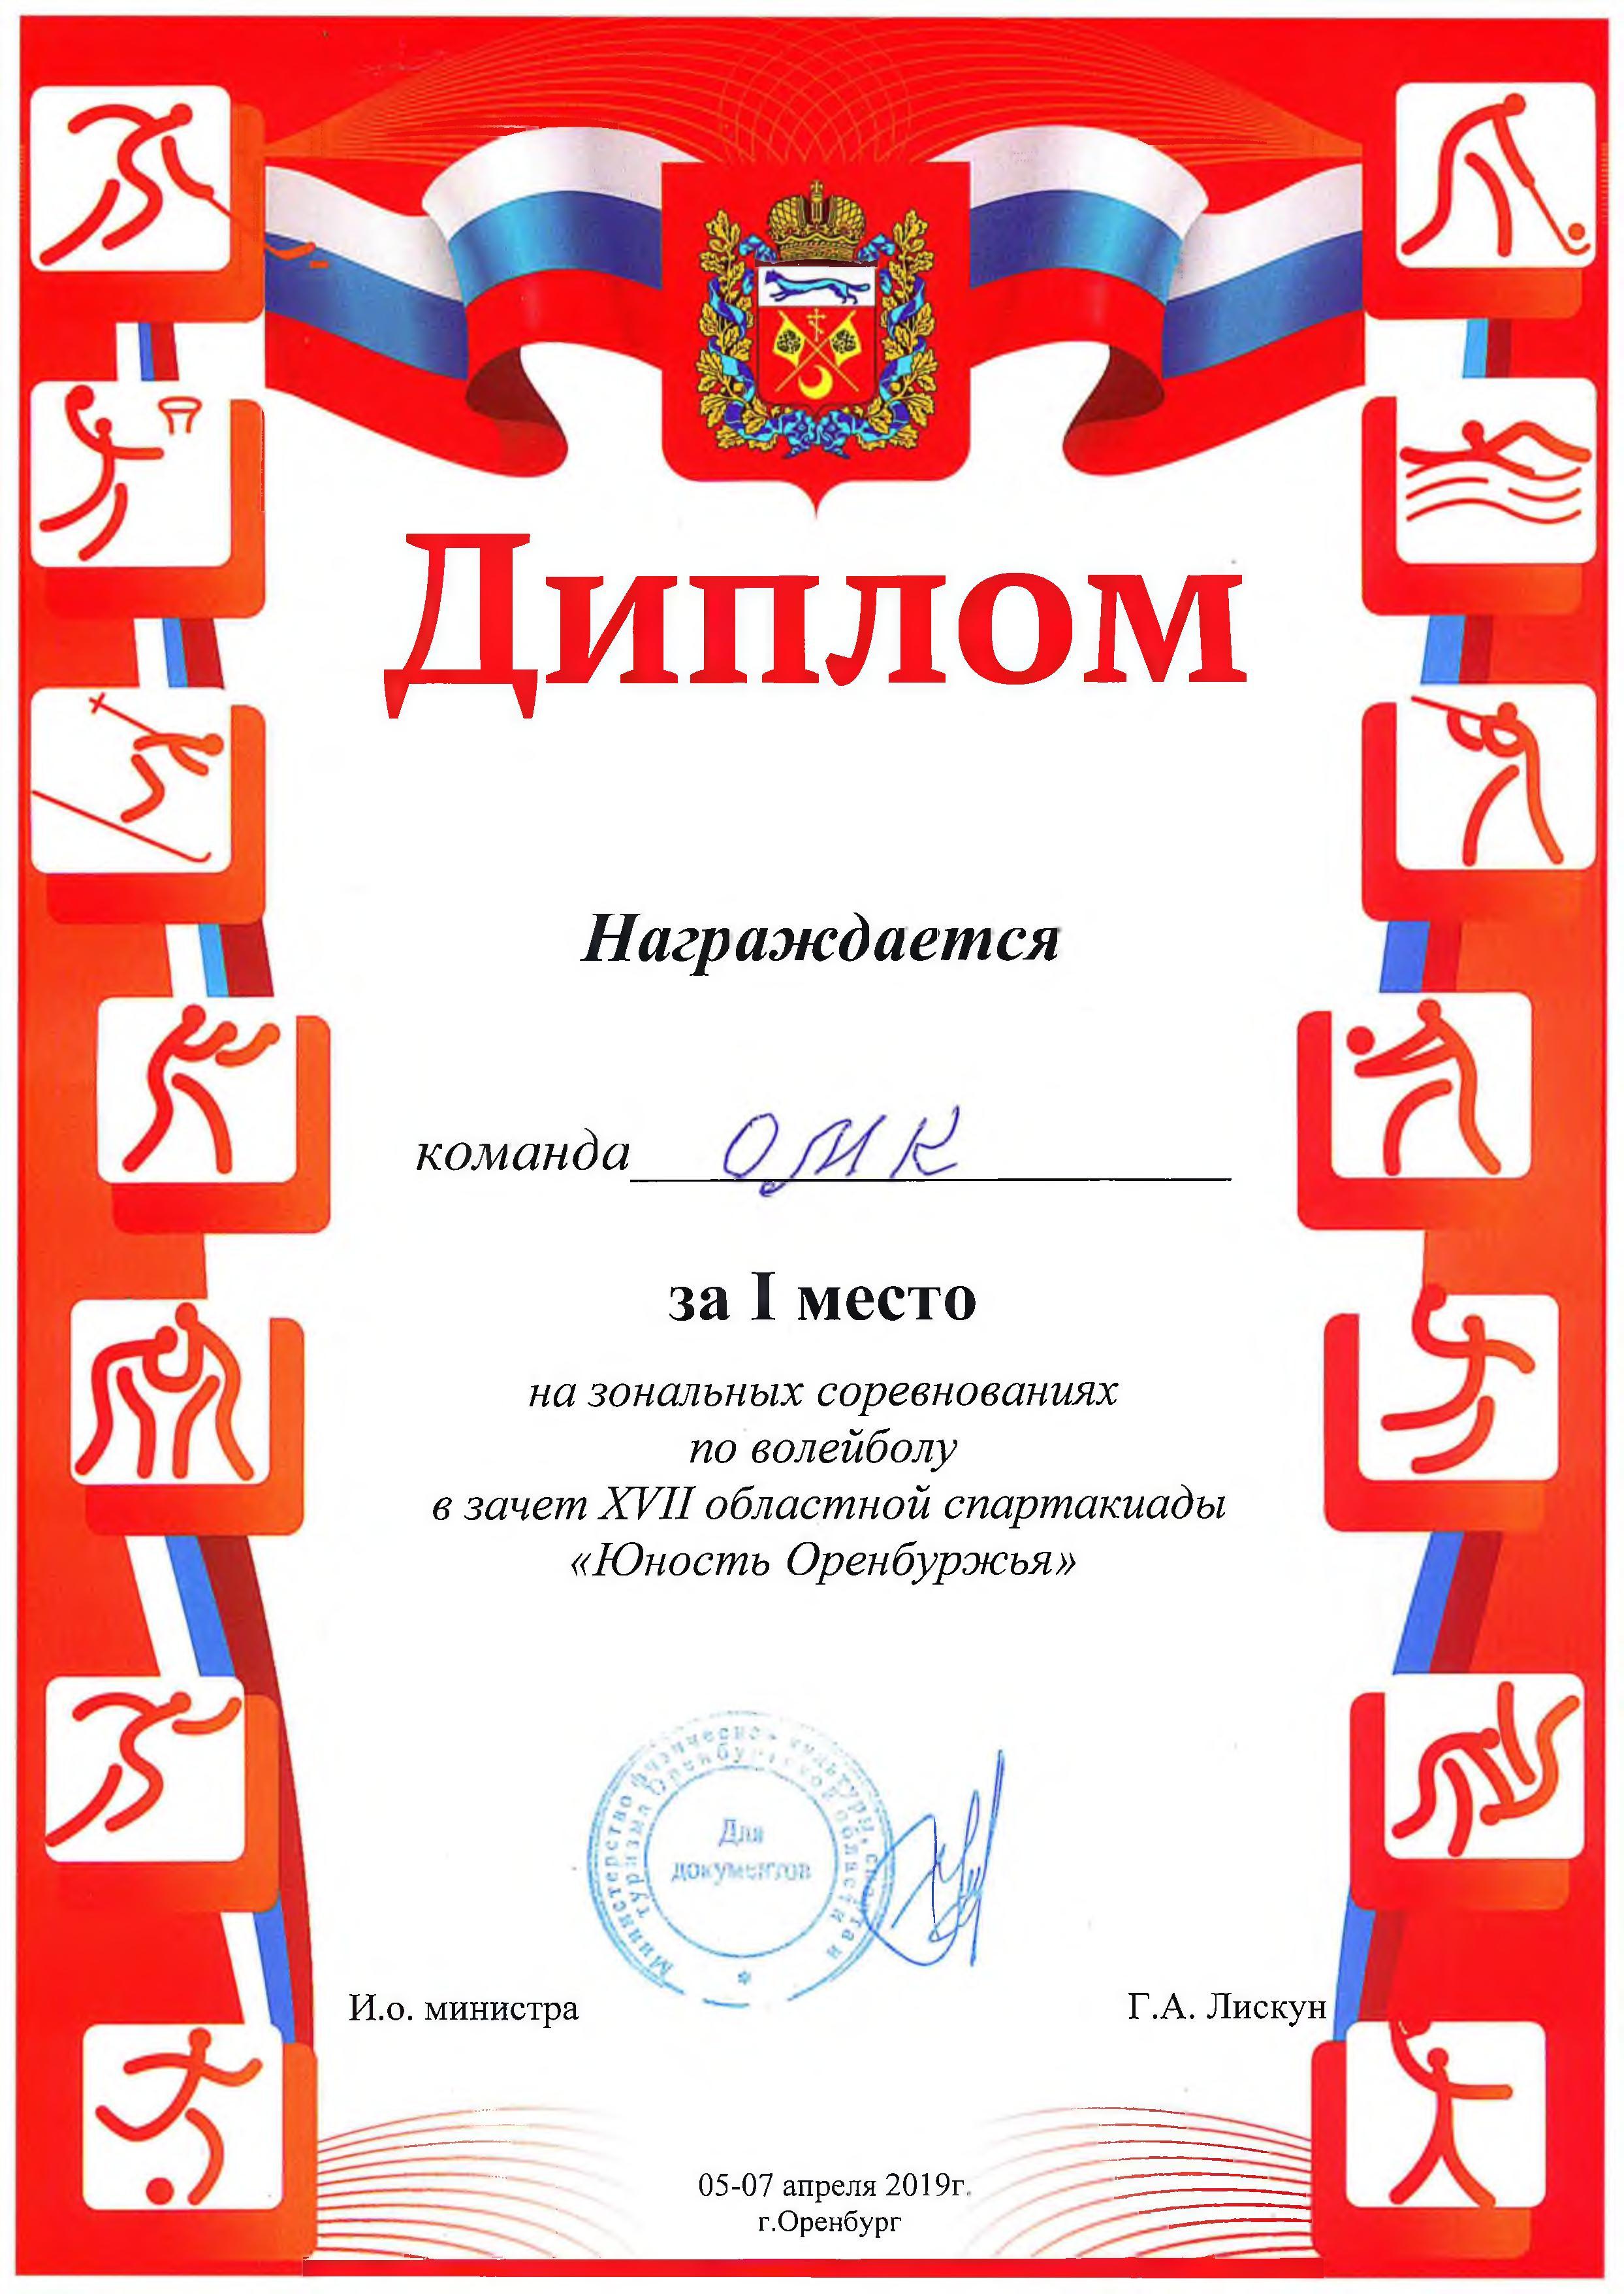 Диплом
Награждается
команда ОМК
за I место
на зональных соревнованиях
по волейболу
в зачет XVII областной спартакиады
«Юность Оренбуржья»
Министерство физической культуры, спорта и
туризма Оренбургской области
Для
документов
И.о. министра
Г.А. Лискун
05-07 апреля 2019г.
г.Оренбург